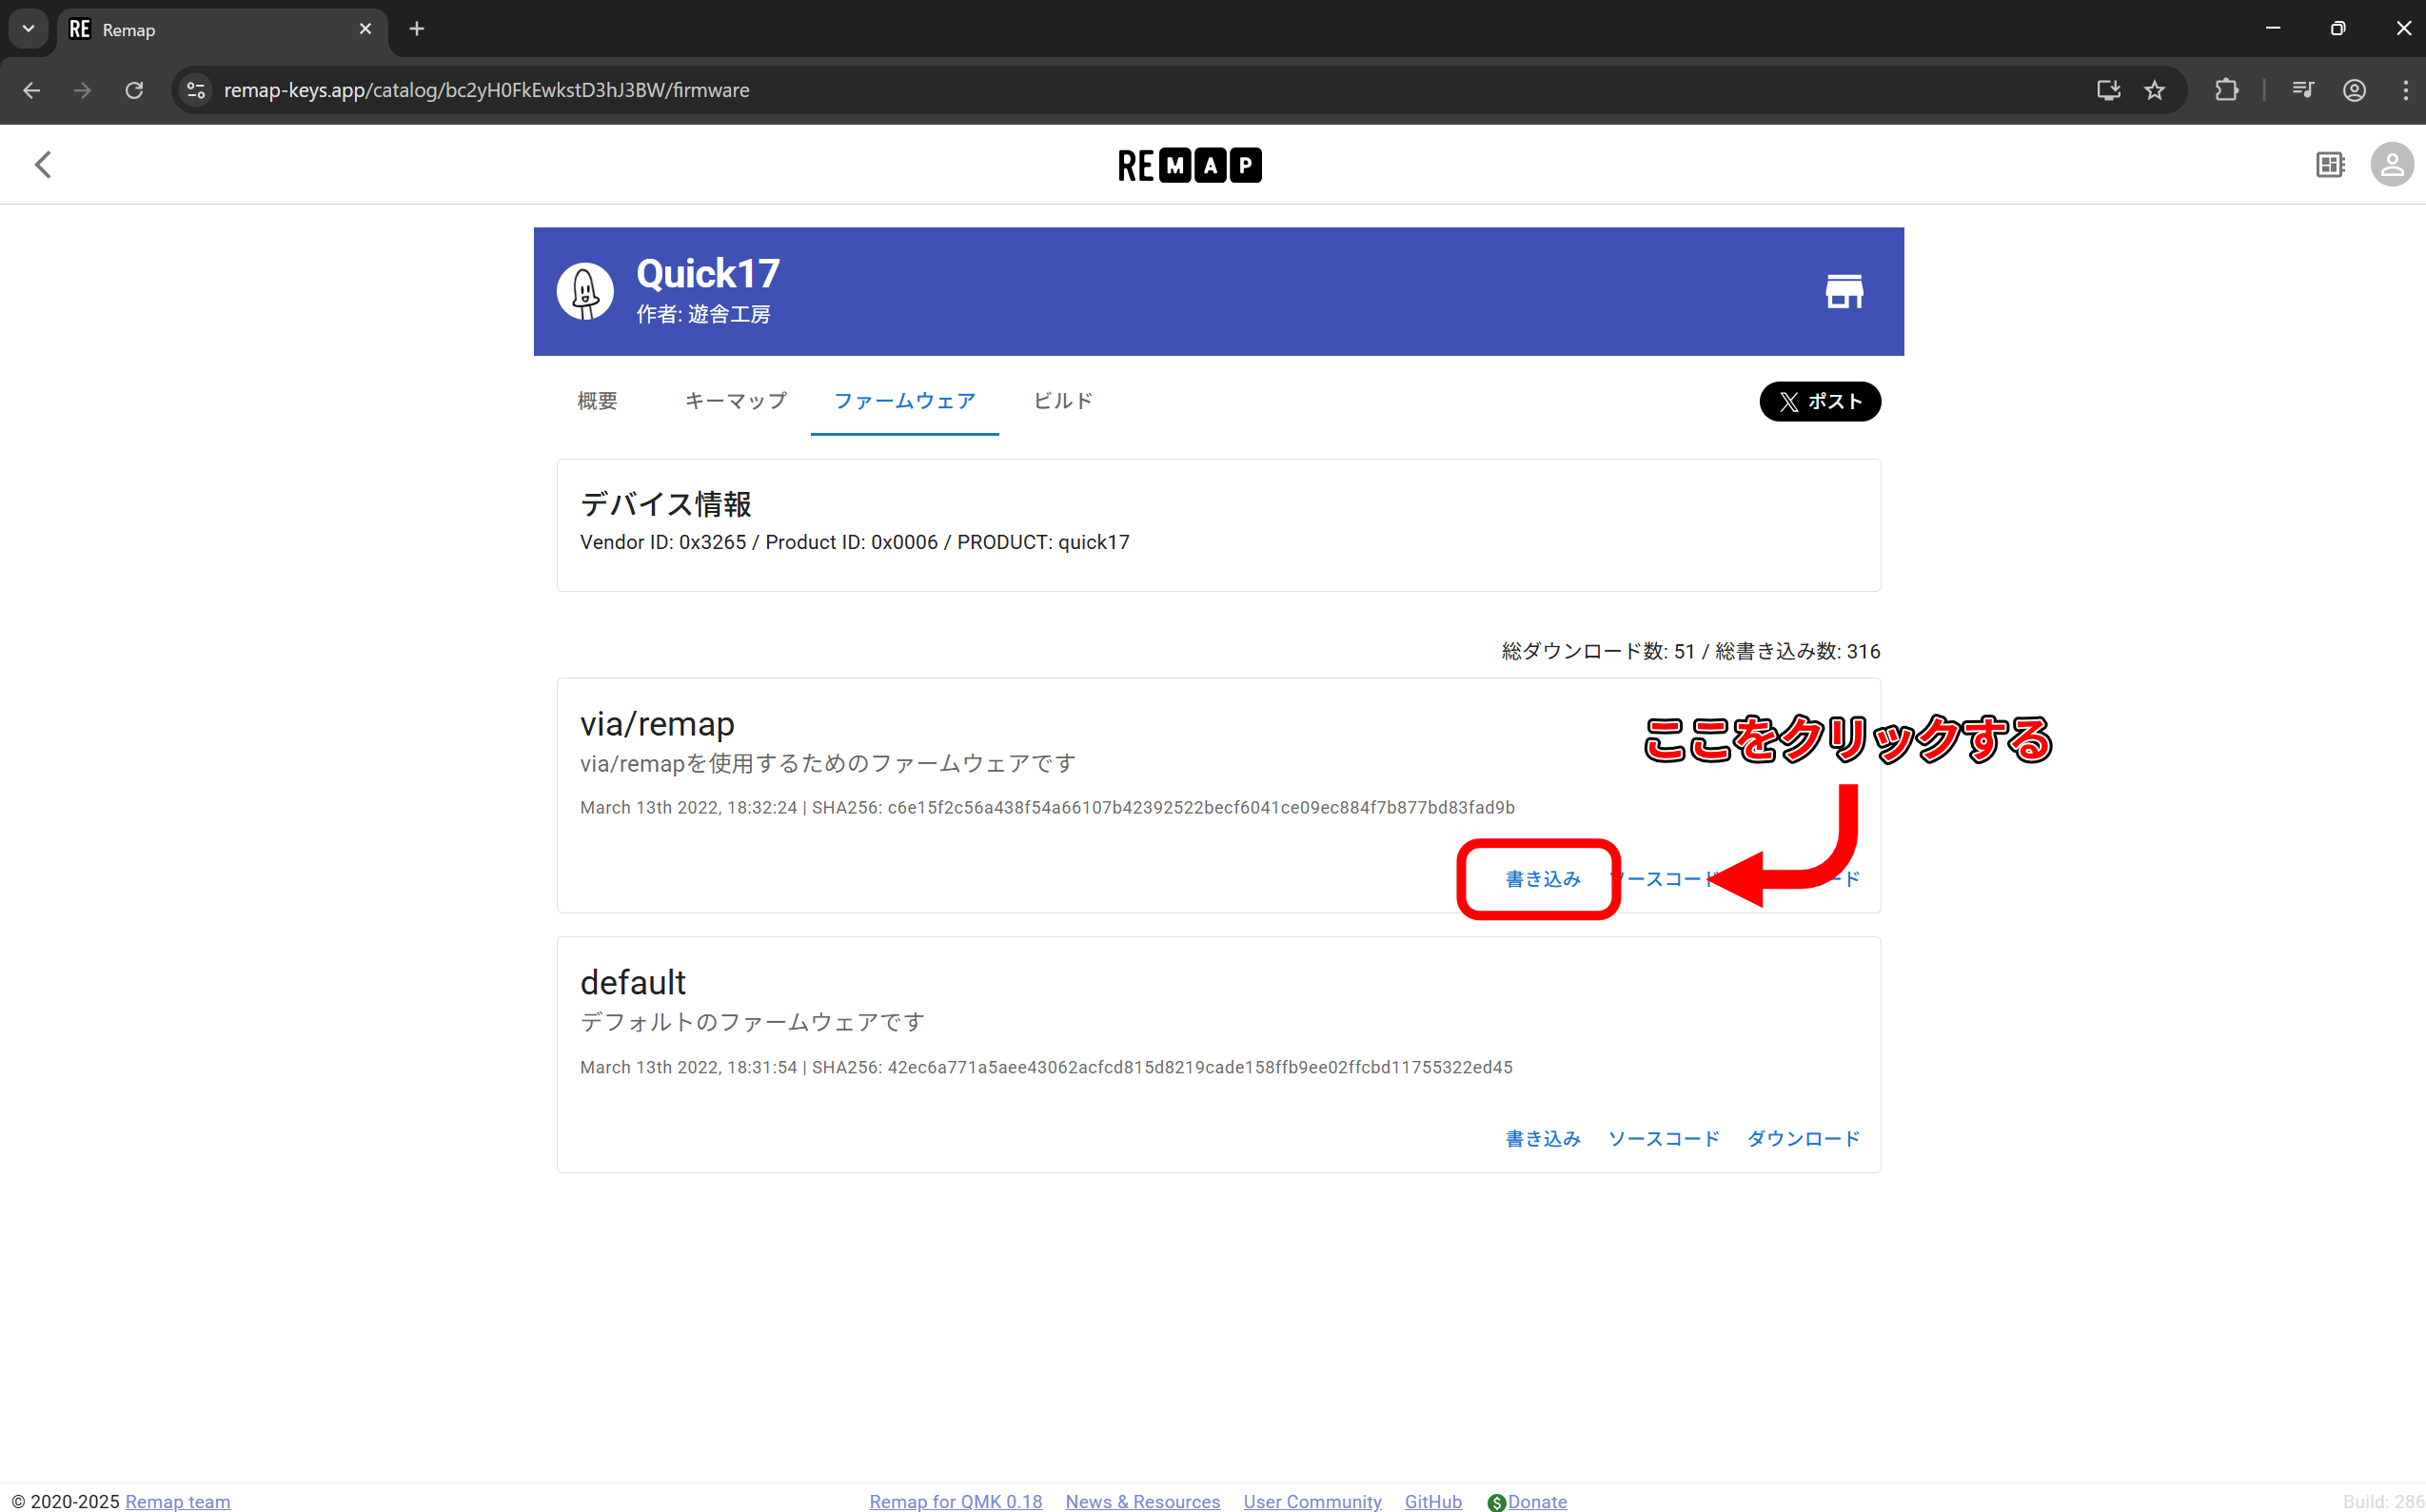 Remap
remap-keys.app/catalog/bc2yH0FkEwkstD3hJ3BW/firmware
REMAP
Quick17
作者: 遊舎工房
概要 キーマップ ファームウェア ビルド ポスト
デバイス情報
Vendor ID: 0x3265 / Product ID: 0x0006 / PRODUCT: quick17
総ダウンロード数: 51 / 総書き込み数: 316
via/remap
ここをクリックする
via/remapを使用するためのファームウェアです
March 13th 2022, 18:32:24 | SHA256: c6e15f2c56a438f54a66107b42392522becf6041ce09ec884f7b877bd83fad9b
書き込み ソースコード ード
default
デフォルトのファームウェアです
March 13th 2022, 18:31:54 | SHA256: 42ec6a771a5aee43062acfcd815d8219cade158ffb9ee02ffcbd11755322ed45
書き込み ソースコード ダウンロード
© 2020-2025 Remap team Remap for QMK 0.18 News & Resources User Community GitHub Donate Build: 286